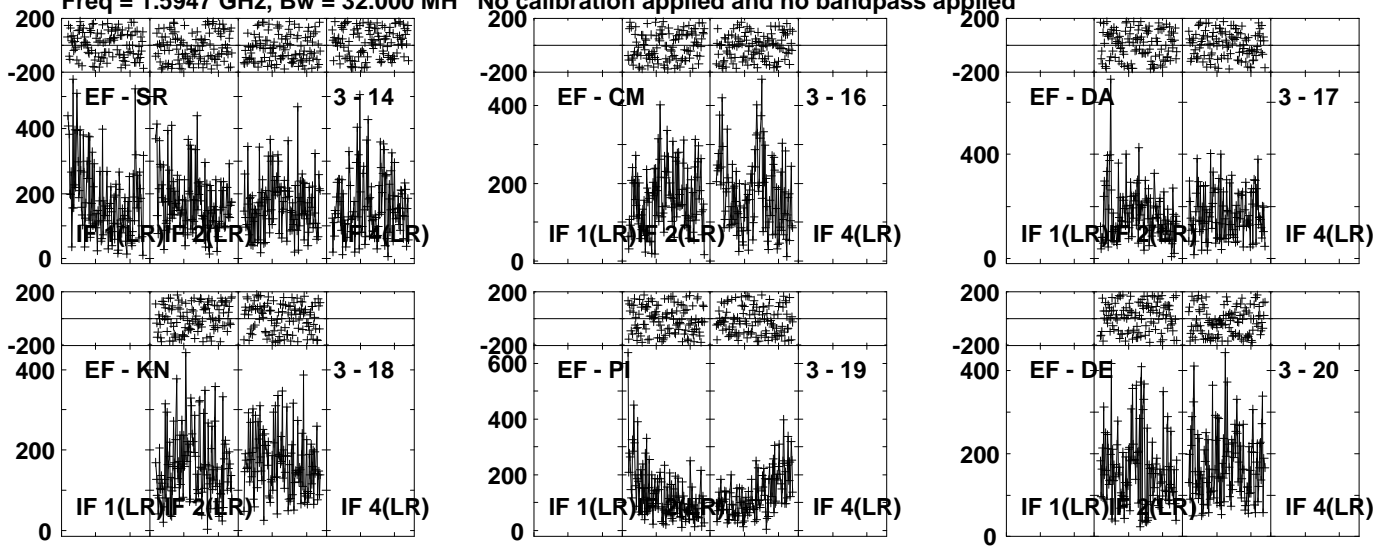 Freq = 1.5947 GHz, Bw = 32.000 MH No calibration applied and no bandpass applied
200
-200
EF - SR 3 - 14
400
200
IF 1(LR) IF 2(LR) IF 4(LR)
0
200
-200
EF - CM 3 - 16
400
200
IF 1(LR) IF 2(LR) IF 4(LR)
0
200
-200
EF - DA 3 - 17
400
IF 1(LR) IF 2(LR) IF 4(LR)
0
200
-200
EF - KN 3 - 18
400
200
IF 1(LR) IF 2(LR) IF 4(LR)
0
200
-200
600
EF - PI 3 - 19
400
200
IF 1(LR) IF 2(LR) IF 4(LR)
0
200
-200
EF - DE 3 - 20
400
200
IF 1(LR) IF 2(LR) IF 4(LR)
0